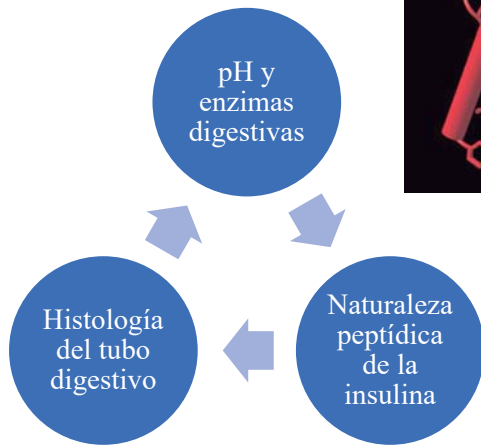 pH y
enzimas
digestivas
Naturaleza
peptídica
de la
insulina
Histología
del tubo
digestivo